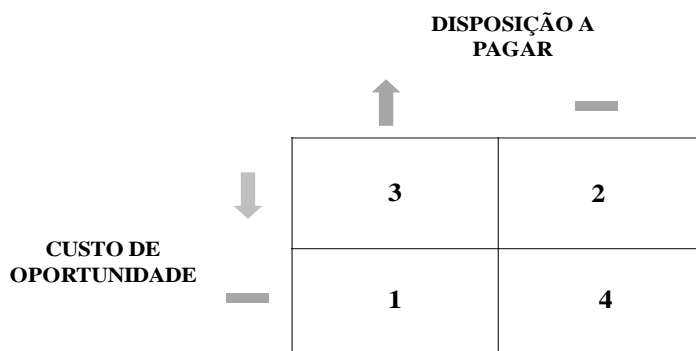 DISPOSIÇÃO A
PAGAR
3
2
CUSTO DE
OPORTUNIDADE
1
4